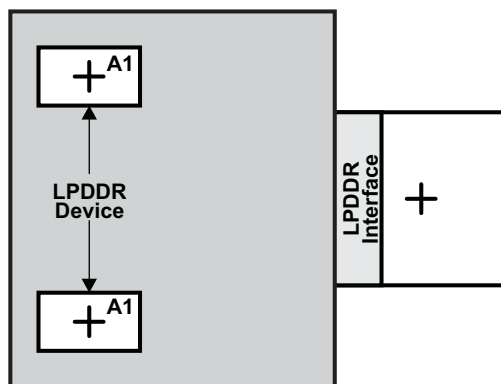 A1
LPDDR
Device
LPDDR
Interface
A1